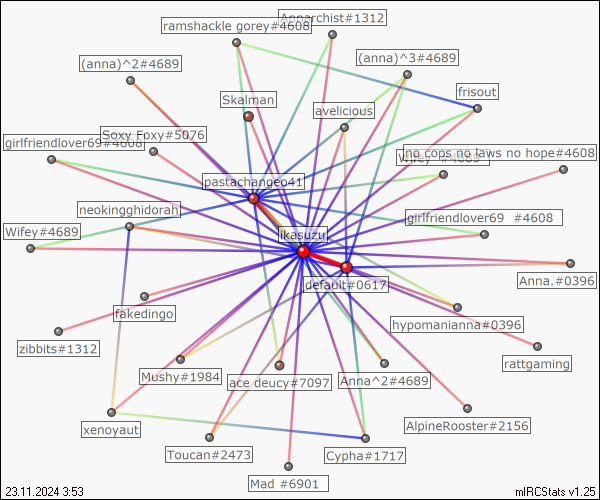 Annarchist#1312
ramshackle gorey#4608
(anna)^3#4689
(anna)^2#4689
frisout
Skalman
avelicious
Soxy Foxy#5076
girlfriendlover69#4608
no cops no laws no hope#4608
pastachangeo41
neokingghidorah
girlfriendlover69 #4608
Wifey#4689
ikasuzu
Anna.#0396
default#0617
fakedingo
hypomanianna#0396
zibbits#1312
rattgaming
Mushy#1984
ace deucy#7097
Anna^2#4689
AlpineRooster#2156
xenoyaut
Toucan#2473
Cypha#1717
Mad #6901
23.11.2024 3:53
mIRCStats v1.25